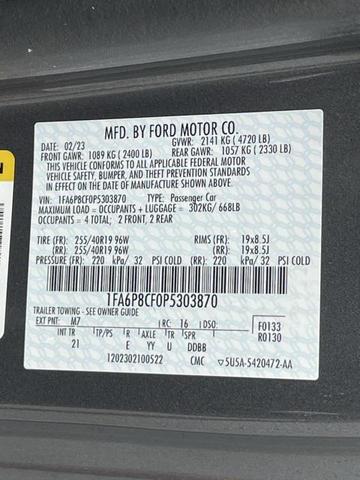 MFD. BY FORD MOTOR CO.
DATE: 02/23 GVWR: 2141 KG ( 4720 LB)
FRONT GAWR: 1089 KG ( 2400 LB) REAR GAWR: 1057 KG ( 2330 LB)
THIS VEHICLE CONFORMS TO ALL APPLICABLE FEDERAL MOTOR
VEHICLE SAFETY, BUMPER, AND THEFT PREVENTION STANDARDS
IN EFFECT ON THE DATE OF MANUFACTURE SHOWN ABOVE.
VIN: 1FA6P8CF0P5303870 TYPE: Passenger Car
MAXIMUM LOAD = OCCUPANTS + LUGGAGE = 302KG / 668LB
OCCUPANTS = 4 TOTAL: 2 FRONT, 2 REAR
TIRE (FR): 255/40R19 96W RIMS (FR): 19x8.5J
(RR): 255/40R19 96W (RR): 19x8.5J
PRESSURE (FR): 220 kPa/ 32 PSI COLD (RR): 220 kPa/ 32 PSI COLD
1FA6P8CF0P5303870
TRAILER TOWING - SEE OWNER GUIDE
EXT PNT: M7 RC: 16 DSO: F0133
INT TR TP/PS R AXLE TR SPR R0130
21 E YY U DDBB
1202302100522 CMC 5U5A-5420472-AA